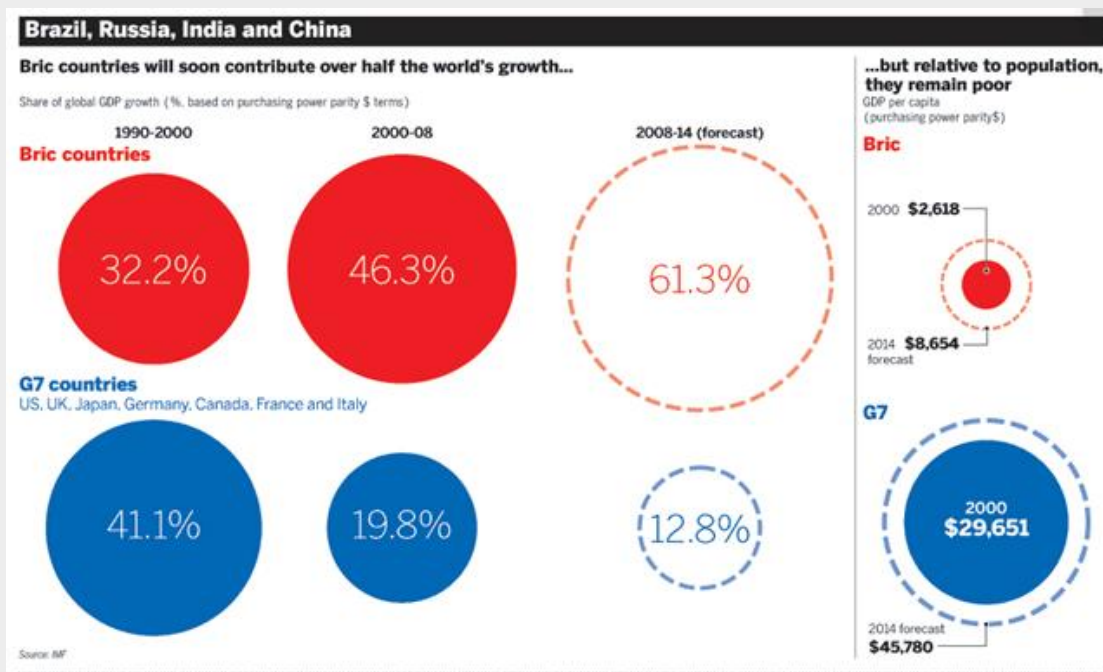 Brazil, Russia, India and China
Bric countries will soon contribute over half the world's growth...
Share of global GDP growth (%, based on purchasing power parity $ terms)
1990-2000
2000-08
2008-14 (forecast)
Bric countries
32.2%
46.3%
61.3%
G7 countries
US, UK, Japan, Germany, Canada, France and Italy
41.1%
19.8%
12.8%
Source: IMF
...but relative to population,
they remain poor
GDP per capita
(purchasing power parity$)
Bric
2000 $2,618
2014 $8,654
forecast
G7
2000
$29,651
2014 forecast
$45,780